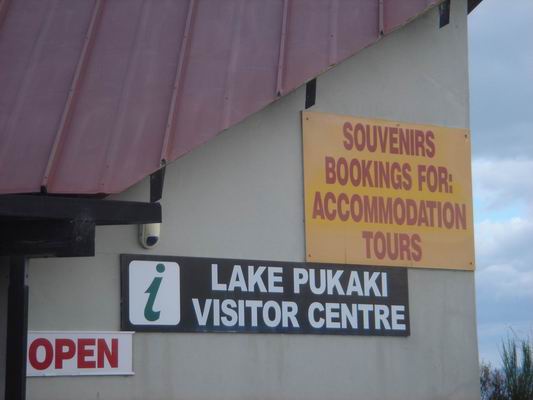 SOUVENIRS
BOOKINGS FOR:
ACCOMMODATION
TOURS
i
LAKE PUKAKI
VISITOR CENTRE
OPEN